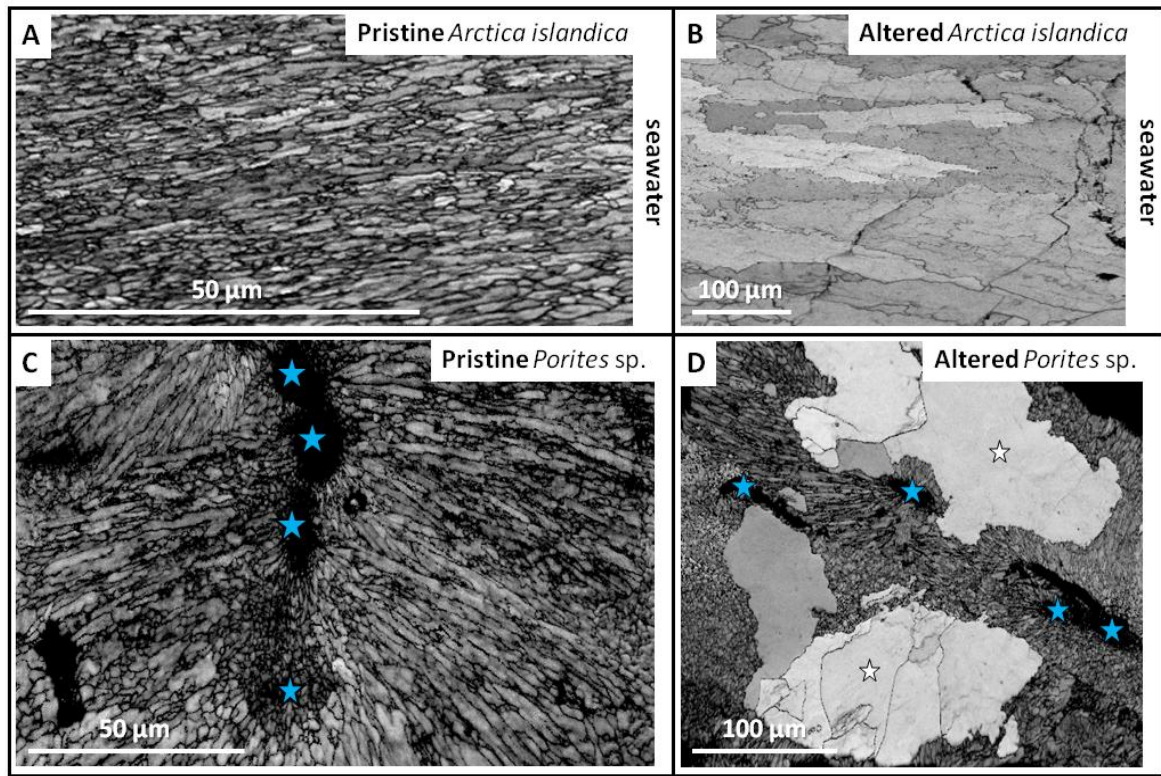 A
Pristine Arctica islandica
seawater
50 µm
B
Altered Arctica islandica
seawater
100 µm
C
Pristine Porites sp.
50 µm
D
Altered Porites sp.
100 µm